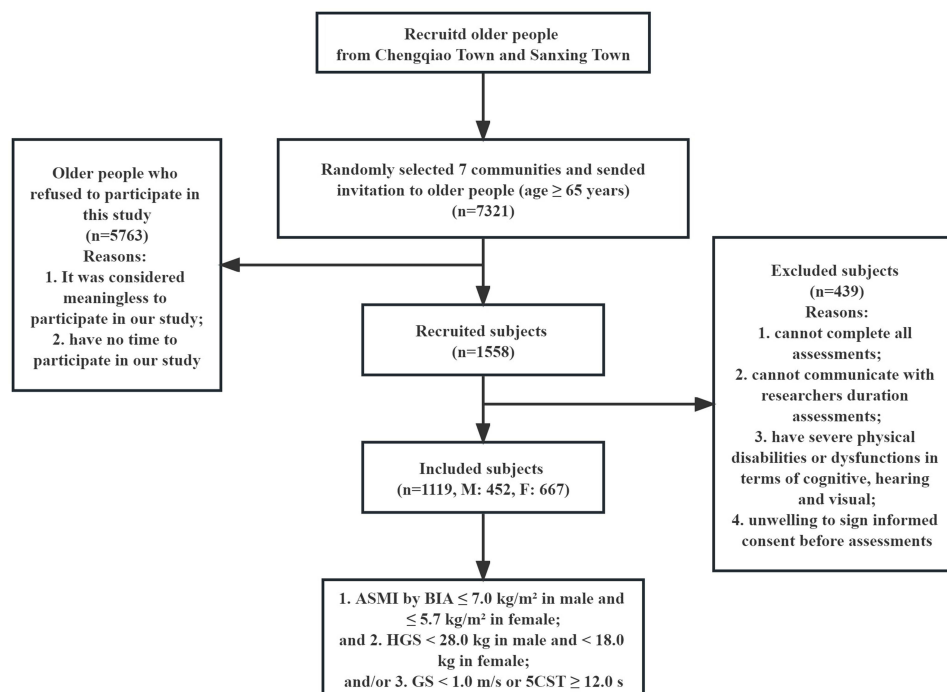 Recruitd older people
from Chengqiao Town and Sanxing Town
Randomly selected 7 communities and sended
invitation to older people (age ≥ 65 years)
(n=7321)
Older people who
refused to participate in
this study
(n=5763)
Reasons:
1. It was considered
meaningless to
participate in our study;
2. have no time to
participate in our study
Recruited subjects
(n=1558)
Excluded subjects
(n=439)
Reasons:
1. cannot complete all
assessments;
2. cannot communicate with
researchers duration
assessments;
3. have severe physical
disabilities or dysfunctions in
terms of cognitive, hearing
and visual;
4. unwelling to sign informed
consent before assessments
Included subjects
(n=1119, M: 452, F: 667)
1. ASMI by BIA ≤ 7.0 kg/m² in male and
≤ 5.7 kg/m² in female;
and 2. HGS < 28.0 kg in male and < 18.0
kg in female;
and/or 3. GS < 1.0 m/s or 5CST ≥ 12.0 s